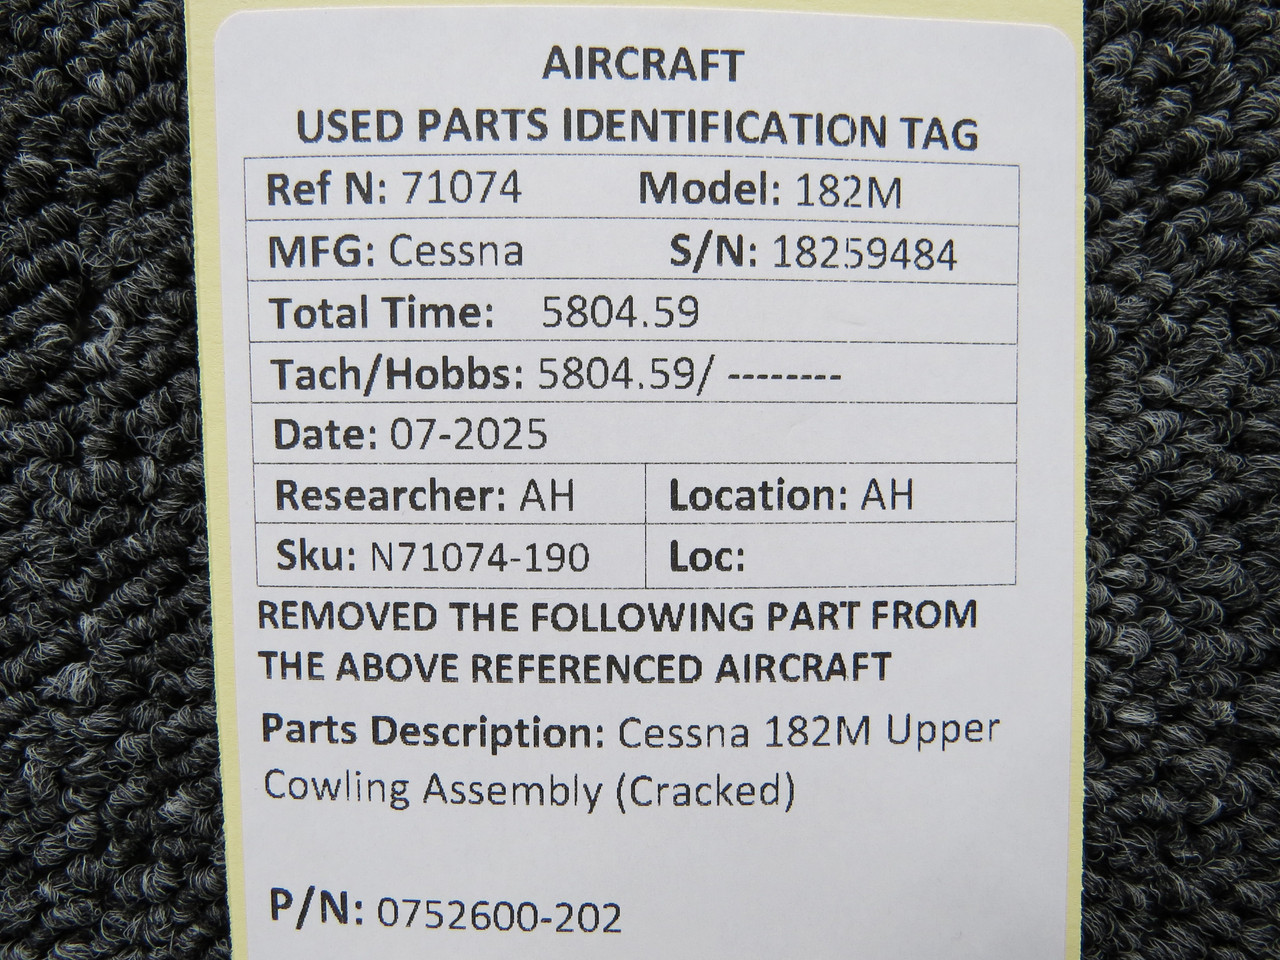 AIRCRAFT
USED PARTS IDENTIFICATION TAG
Ref N: 71074 Model: 182M
MFG: Cessna S/N: 18259484
Total Time: 5804.59
Tach/Hobbs: 5804.59/ --------
Date: 07-2025
Researcher: AH Location: AH
Sku: N71074-190 Loc:
REMOVED THE FOLLOWING PART FROM
THE ABOVE REFERENCED AIRCRAFT
Parts Description: Cessna 182M Upper
Cowling Assembly (Cracked)
P/N: 0752600-202